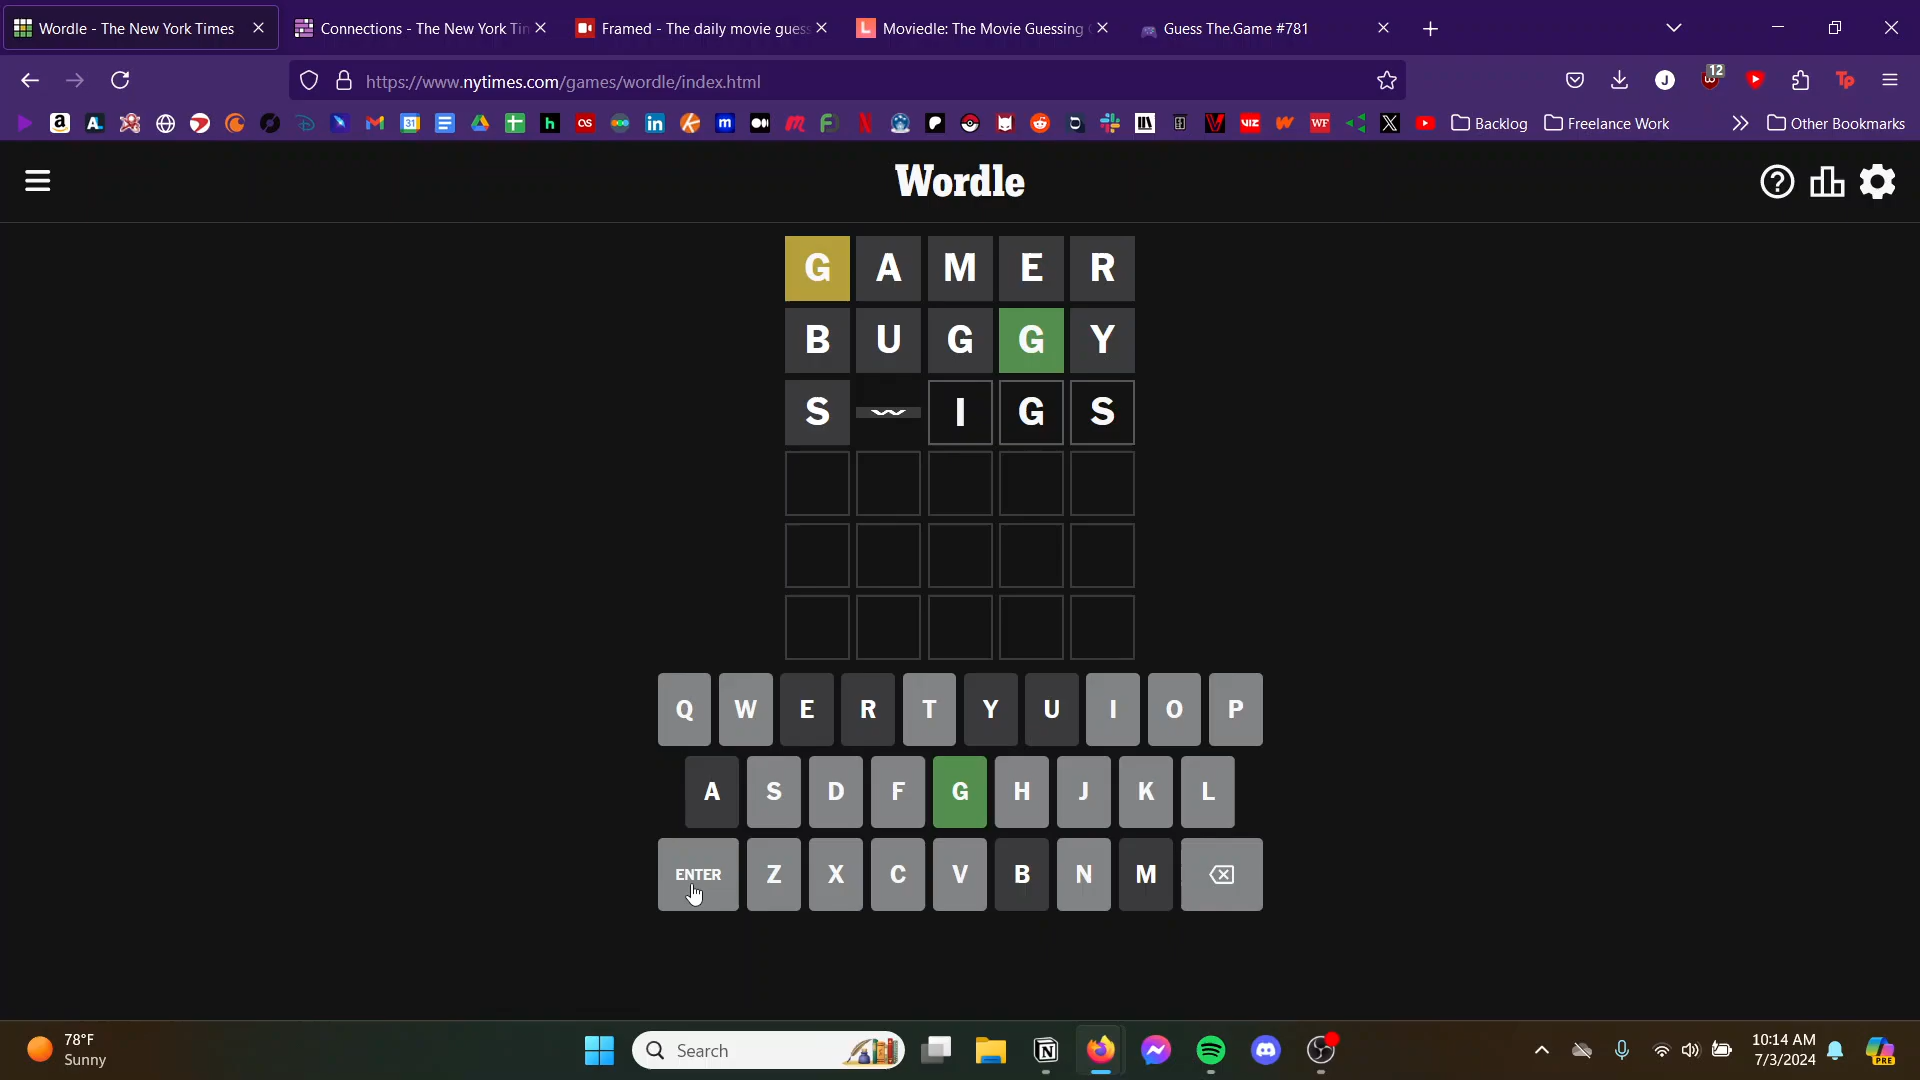 Wordle - The New York Times
Connections - The New York Tin
Framed - The daily movie gues
Moviedle: The Movie Guessing
Guess The.Game #781
https://www.nytimes.com/games/wordle/index.html
12
Backlog
Freelance Work
Other Bookmarks
Wordle
G A M E R
B U G G Y
S I G S
Q W E R T Y U I O P
A S D F G H J K L
ENTER Z X C V B N M
78°F
Sunny
Search
10:14 AM
7/3/2024
PRE